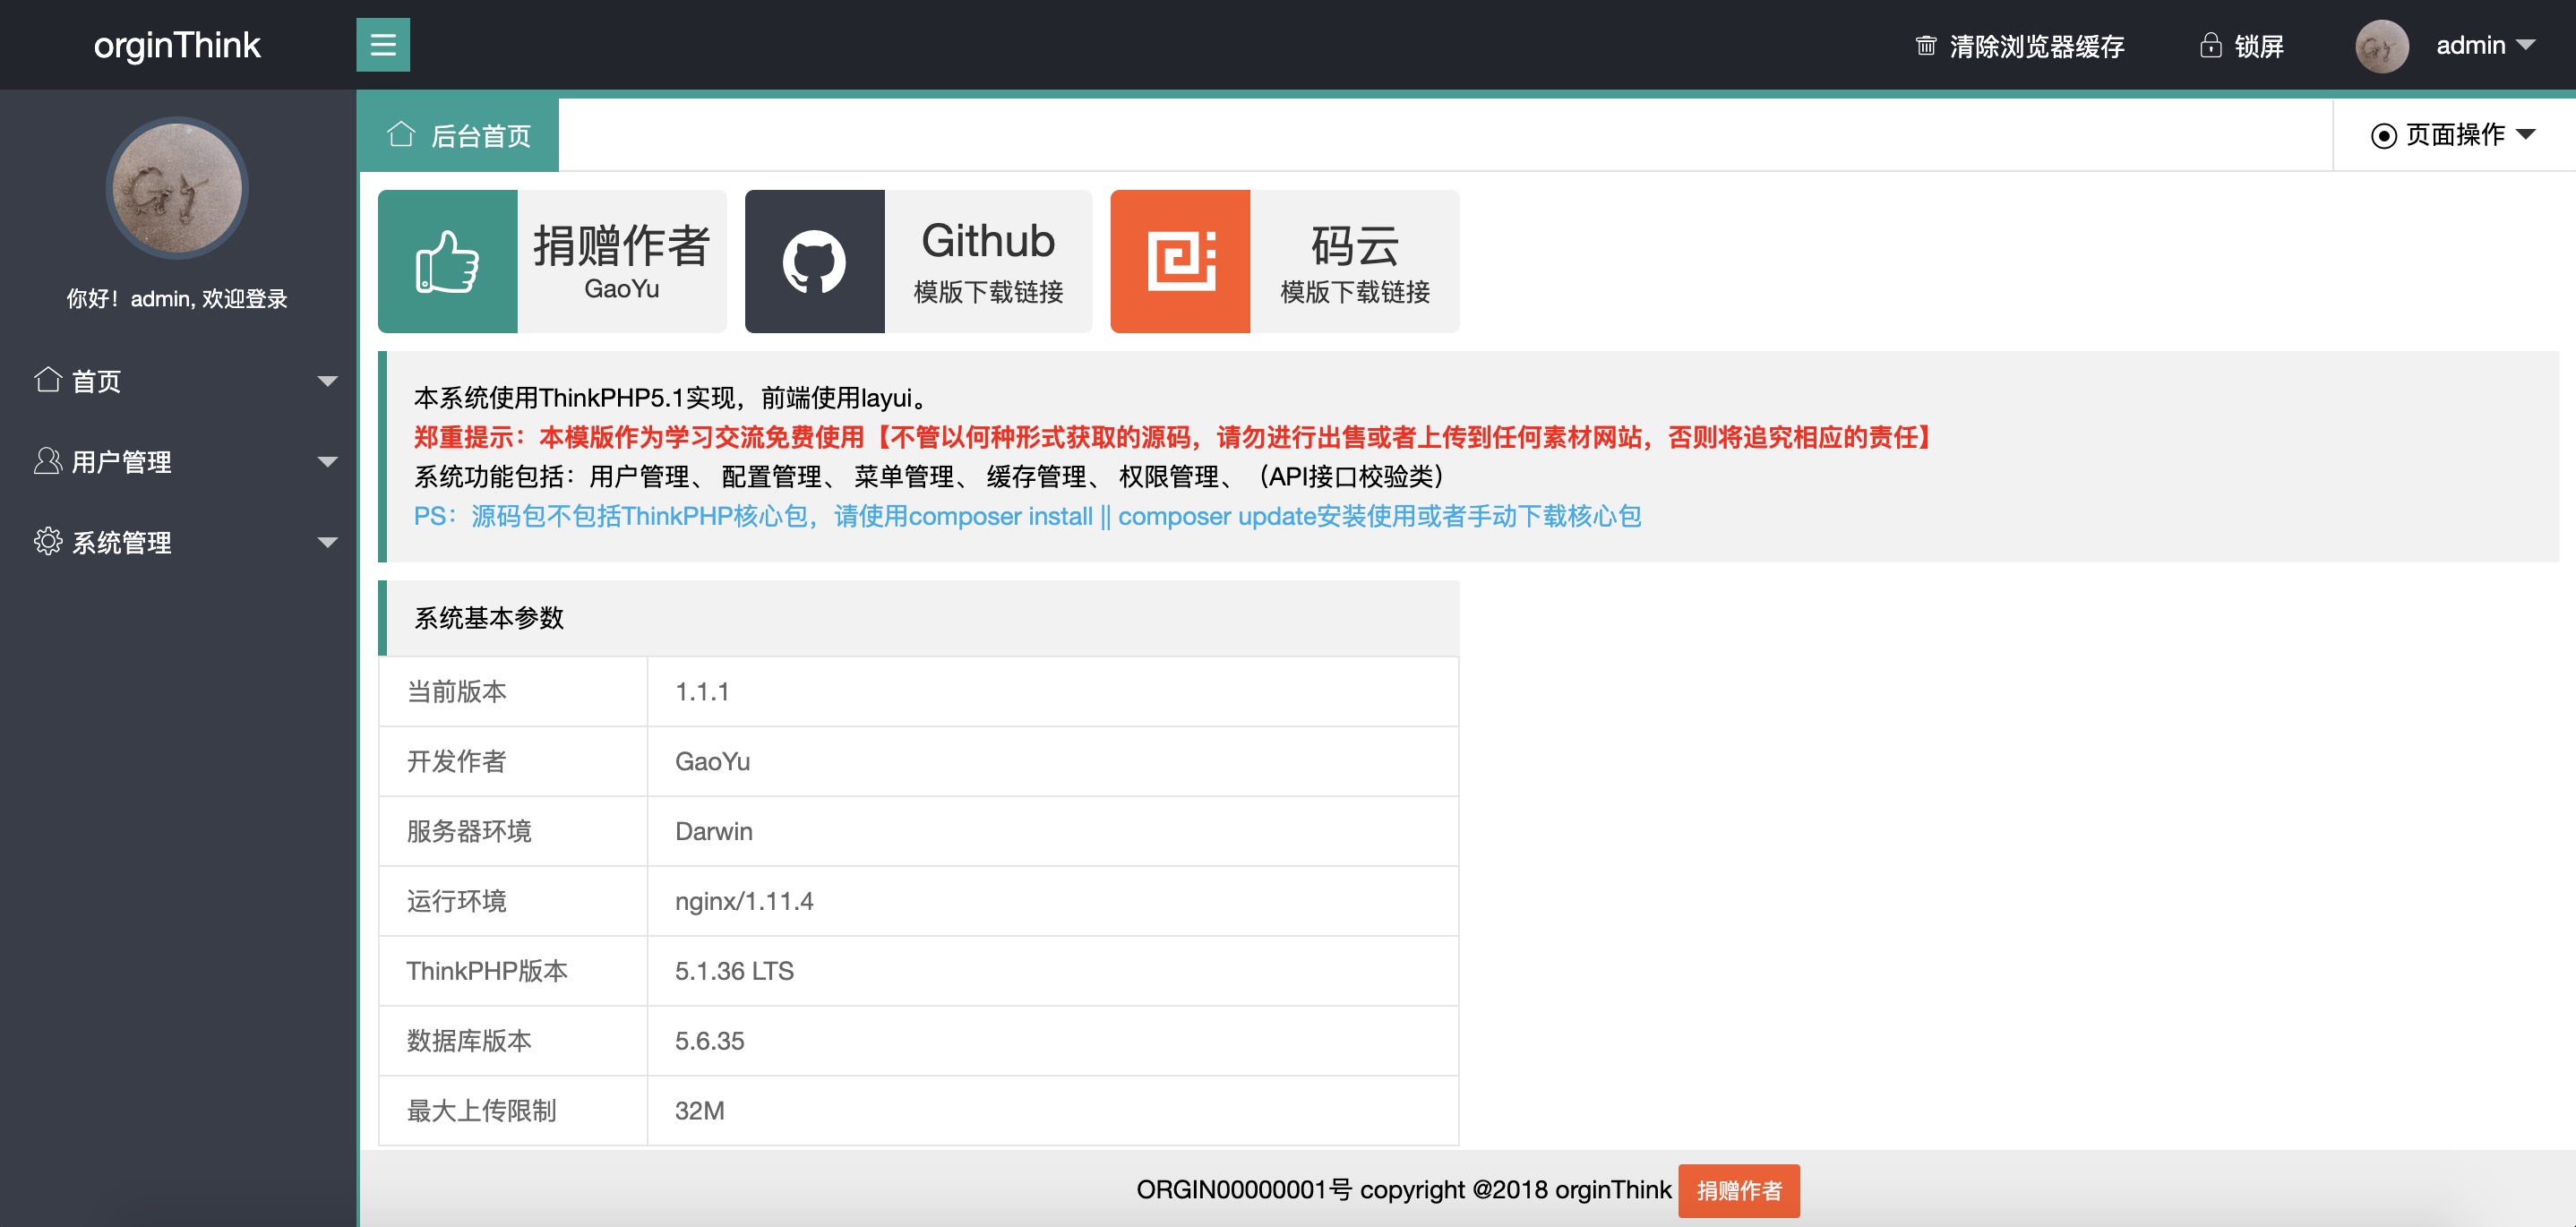 orginThink
清除浏览器缓存
锁屏
admin
你好！admin, 欢迎登录
首页
用户管理
系统管理
后台首页
页面操作
捐赠作者
GaoYu
Github
模版下载链接
码云
模版下载链接
本系统使用ThinkPHP5.1实现，前端使用layui。
郑重提示：本模版作为学习交流免费使用【不管以何种形式获取的源码，请勿进行出售或者上传到任何素材网站，否则将追究相应的责任】
系统功能包括：用户管理、 配置管理、 菜单管理、 缓存管理、 权限管理、（API接口校验类）
PS：源码包不包括ThinkPHP核心包，请使用composer install || composer update安装使用或者手动下载核心包
系统基本参数
当前版本 1.1.1
开发作者 GaoYu
服务器环境 Darwin
运行环境 nginx/1.11.4
ThinkPHP版本 5.1.36 LTS
数据库版本 5.6.35
最大上传限制 32M
ORGIN00000001号 copyright @2018 orginThink 捐赠作者